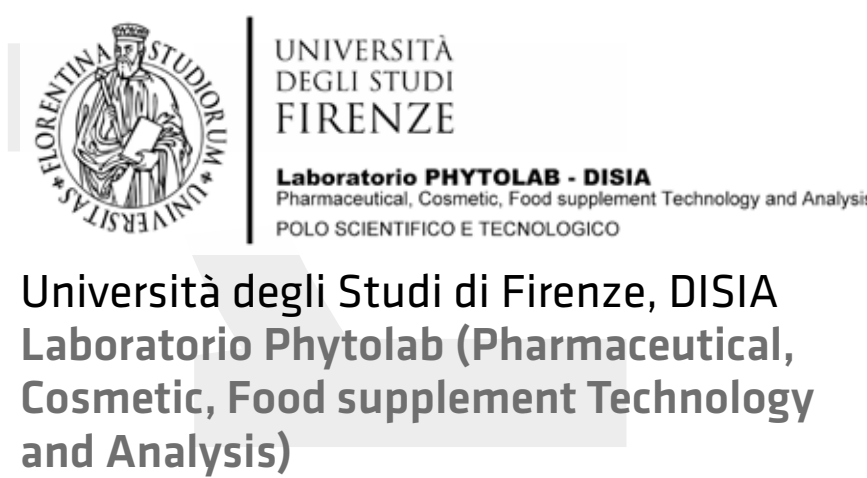 FLORENTINA STUDIORUM UNIVERSITAS
UNIVERSITÀ
DEGLI STUDI
FIRENZE
Laboratorio PHYTOLAB - DISIA
Pharmaceutical, Cosmetic, Food supplement Technology and Analysis
POLO SCIENTIFICO E TECNOLOGICO
Università degli Studi di Firenze, DISIA
Laboratorio Phytolab (Pharmaceutical,
Cosmetic, Food supplement Technology
and Analysis)